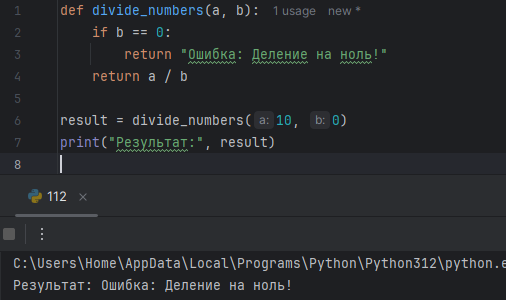 1 def divide_numbers(a, b): 1 usage new *
2 if b == 0:
3 return "Ошибка: Деление на ноль!"
4 return a / b
5
6 result = divide_numbers( a: 10, b: 0)
7 print("Результат:", result)
8
112 ×
C:\Users\Home\AppData\Local\Programs\Python\Python312\python.e
Результат: Ошибка: Деление на ноль!